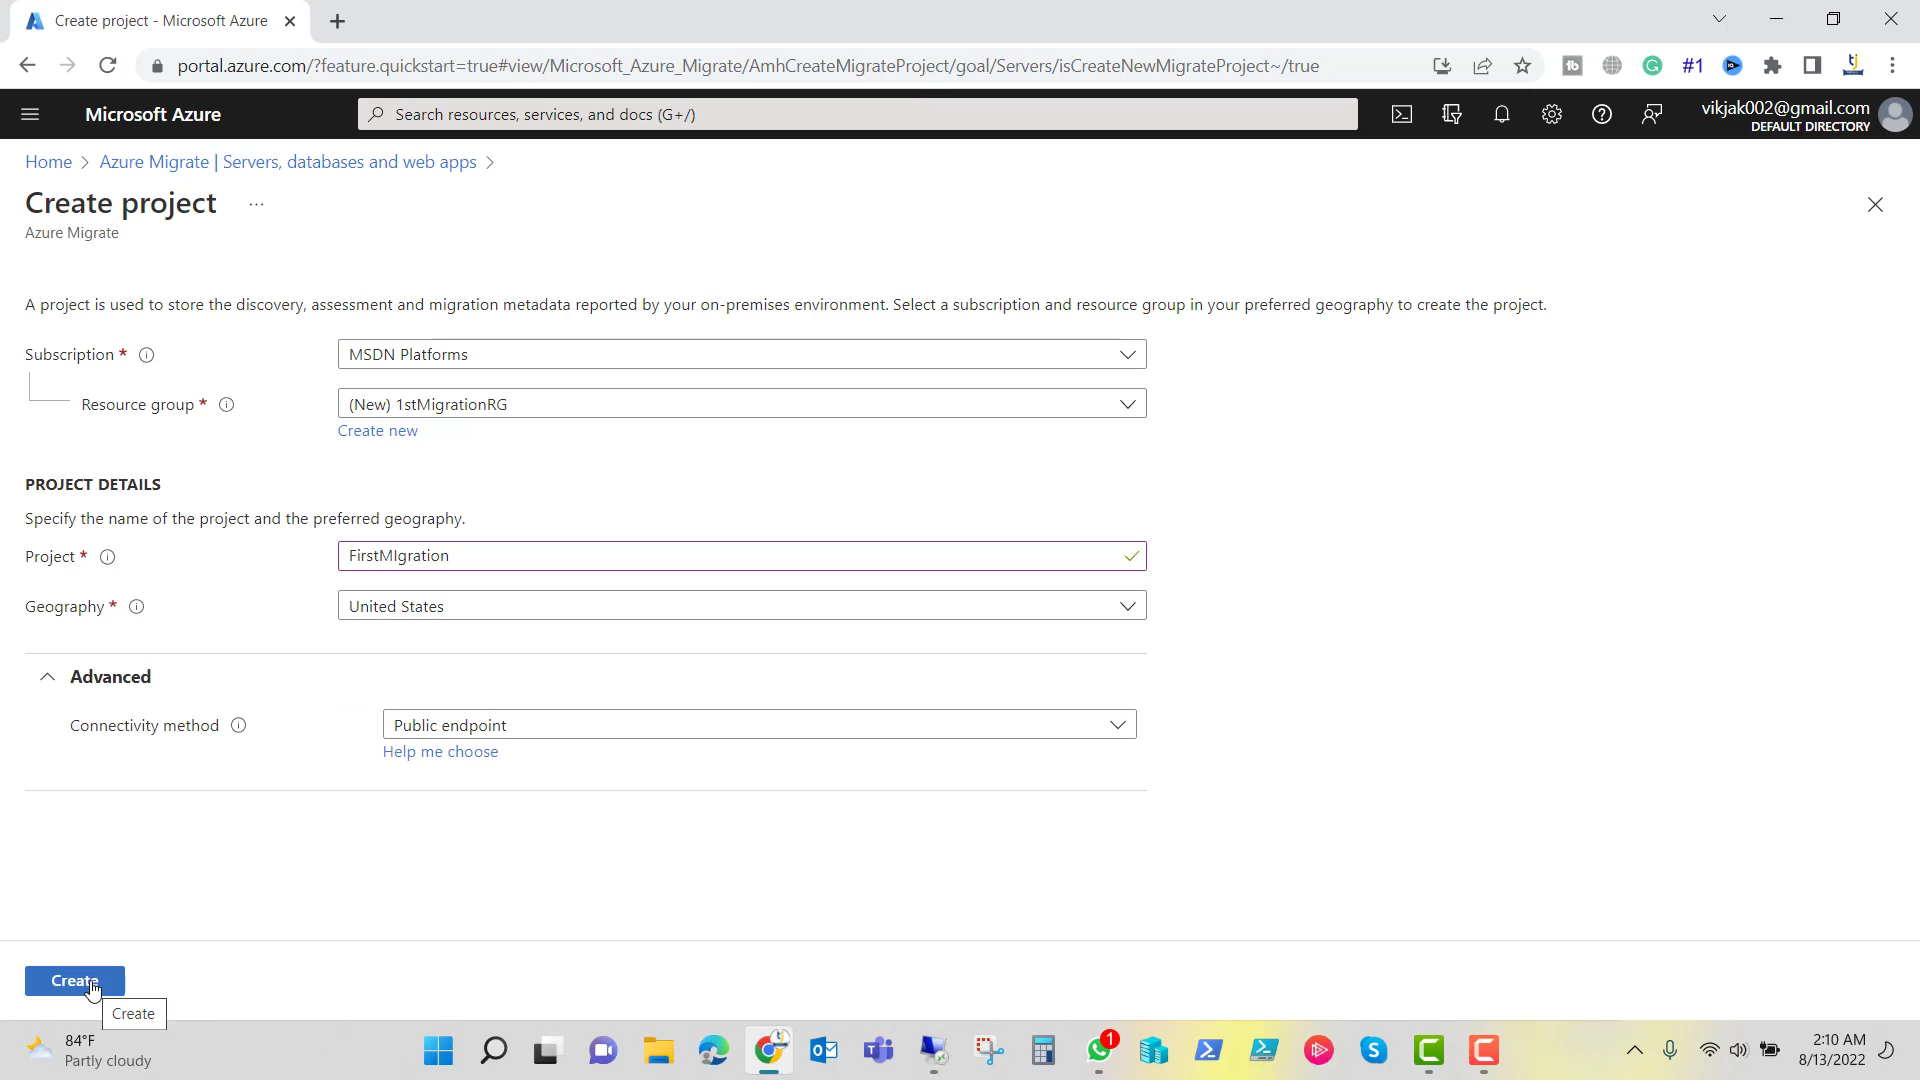 Create project - Microsoft Azure
portal.azure.com/?feature.quickstart=true#view/Microsoft_Azure_Migrate/AmhCreateMigrateProject/goal/Servers/isCreateNewMigrateProject~/true
#1
Microsoft Azure
Search resources, services, and docs (G+/)
vikjak002@gmail.com
DEFAULT DIRECTORY
Home > Azure Migrate | Servers, databases and web apps >
Create project ...
Azure Migrate
A project is used to store the discovery, assessment and migration metadata reported by your on-premises environment. Select a subscription and resource group in your preferred geography to create the project.
Subscription * MSDN Platforms
Resource group * (New) 1stMigrationRG
Create new
PROJECT DETAILS
Specify the name of the project and the preferred geography.
Project * FirstMIgration
Geography * United States
Advanced
Connectivity method Public endpoint
Help me choose
Create
Create
84°F
Partly cloudy
1
2:10 AM
8/13/2022